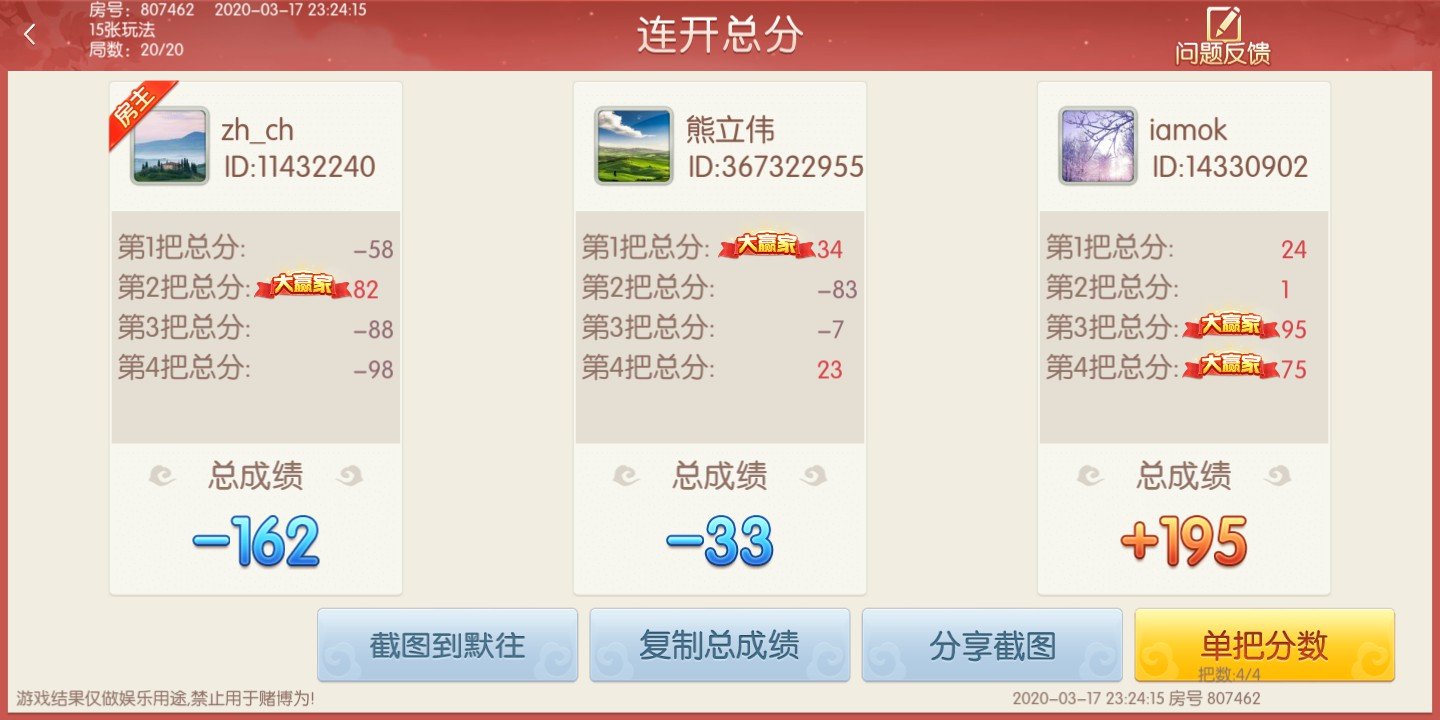 房号：807462 2020-03-17 23:24:15
15张玩法
局数：20/20
连开总分
问题反馈
房主
zh_ch
ID:11432240
第1把总分: -58
第2把总分: 大赢家 82
第3把总分: -88
第4把总分: -98
总成绩
-162
熊立伟
ID:367322955
第1把总分: 大赢家 34
第2把总分: -83
第3把总分: -7
第4把总分: 23
总成绩
-33
iamok
ID:14330902
第1把总分: 24
第2把总分: 1
第3把总分: 大赢家 95
第4把总分: 大赢家 75
总成绩
+195
截图到默往
复制总成绩
分享截图
单把分数
把数:4/4
游戏结果仅做娱乐用途,禁止用于赌博为!
2020-03-17 23:24:15 房号 807462